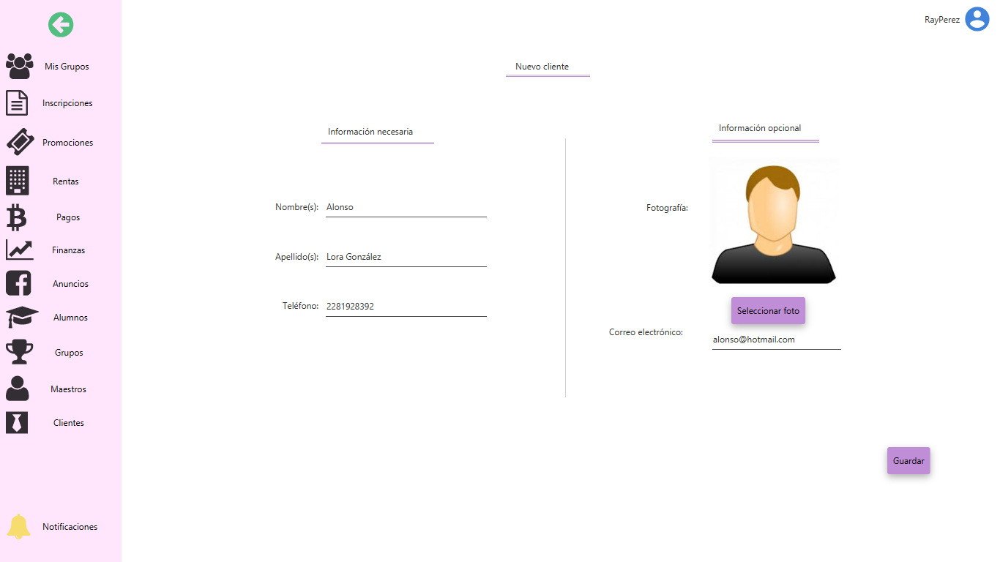 RayPerez
Mis Grupos
Inscripciones
Promociones
Rentas
Pagos
Finanzas
Anuncios
Alumnos
Grupos
Maestros
Clientes
Notificaciones
Nuevo cliente
Información necesaria
Nombre(s): Alonso
Apellido(s): Lora González
Teléfono: 2281928392
Información opcional
Fotografía:
Seleccionar foto
Correo electrónico: alonso@hotmail.com
Guardar